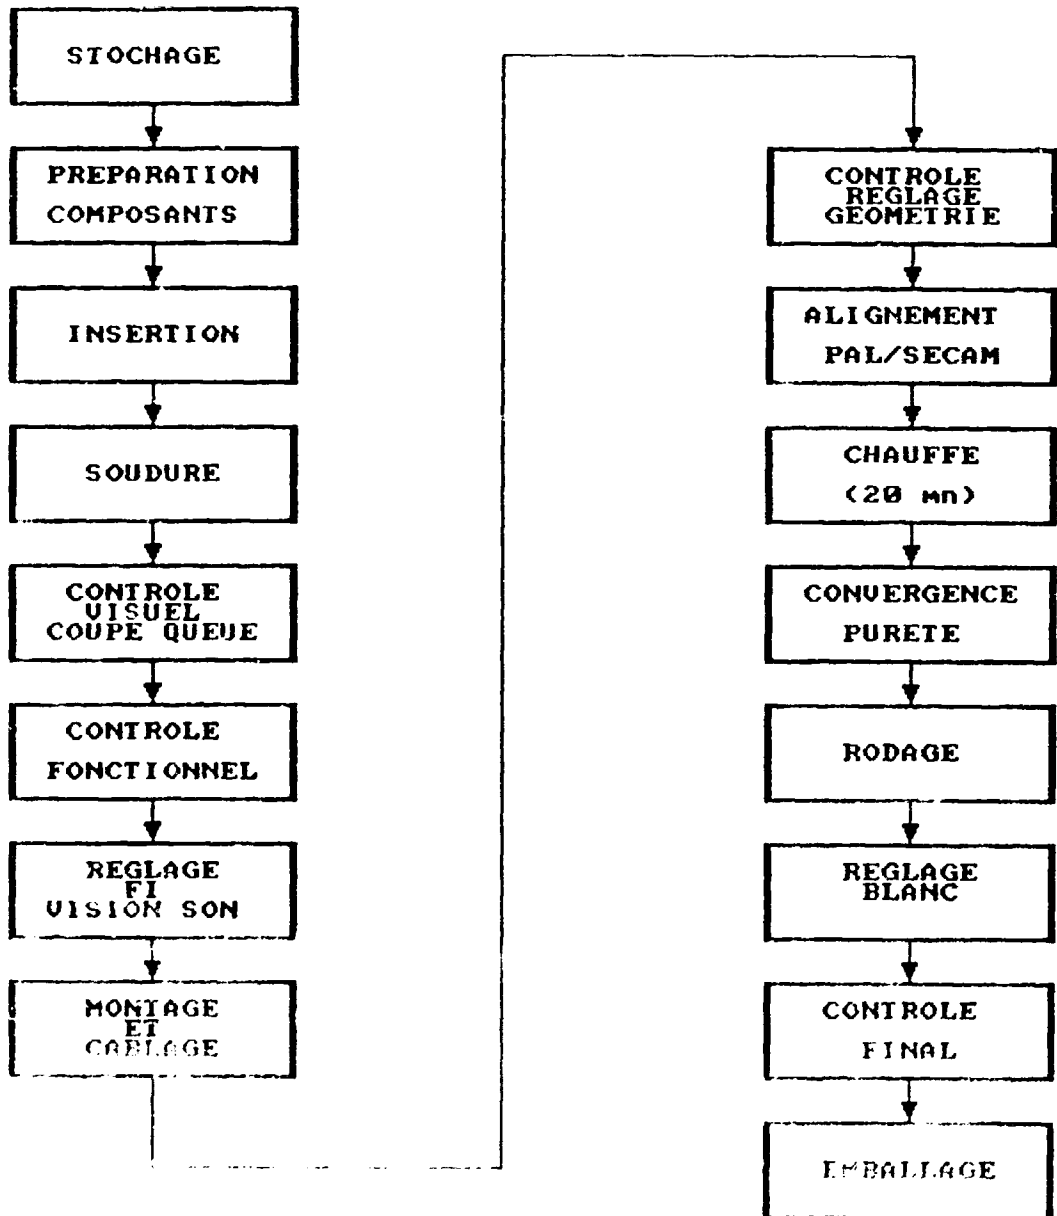 STOCHAGE
PREPARATION
COMPOSANTS
INSERTION
SOUDURE
CONTROLE
VISUEL
COUPE QUEUE
CONTROLE
FONCTIONNEL
REGLAGE
FI
VISION SON
MONTAGE
ET
CABLAGE
CONTROLE
REGLAGE
GEOMETRIE
ALIGNEMENT
PAL/SECAM
CHAUFFE
(20 mn)
CONVERGENCE
PURETE
RODAGE
REGLAGE
BLANC
CONTROLE
FINAL
EMBALLAGE